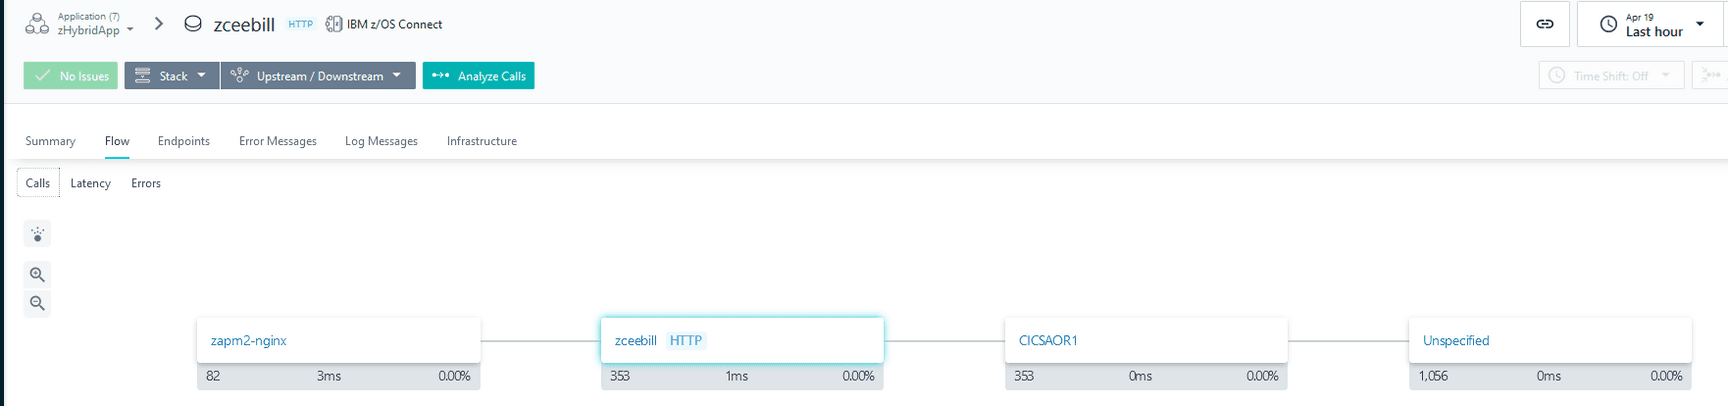 Application (7)
zHybridApp
zceebill HTTP IBM z/OS Connect
Apr 19
Last hour
No Issues Stack Upstream / Downstream Analyze Calls
Time Shift: Off
Summary Flow Endpoints Error Messages Log Messages Infrastructure
Calls Latency Errors
zapm2-nginx zceebill HTTP CICSAOR1 Unspecified
82 3ms 0.00% 353 1ms 0.00% 353 0ms 0.00% 1,056 0ms 0.00%